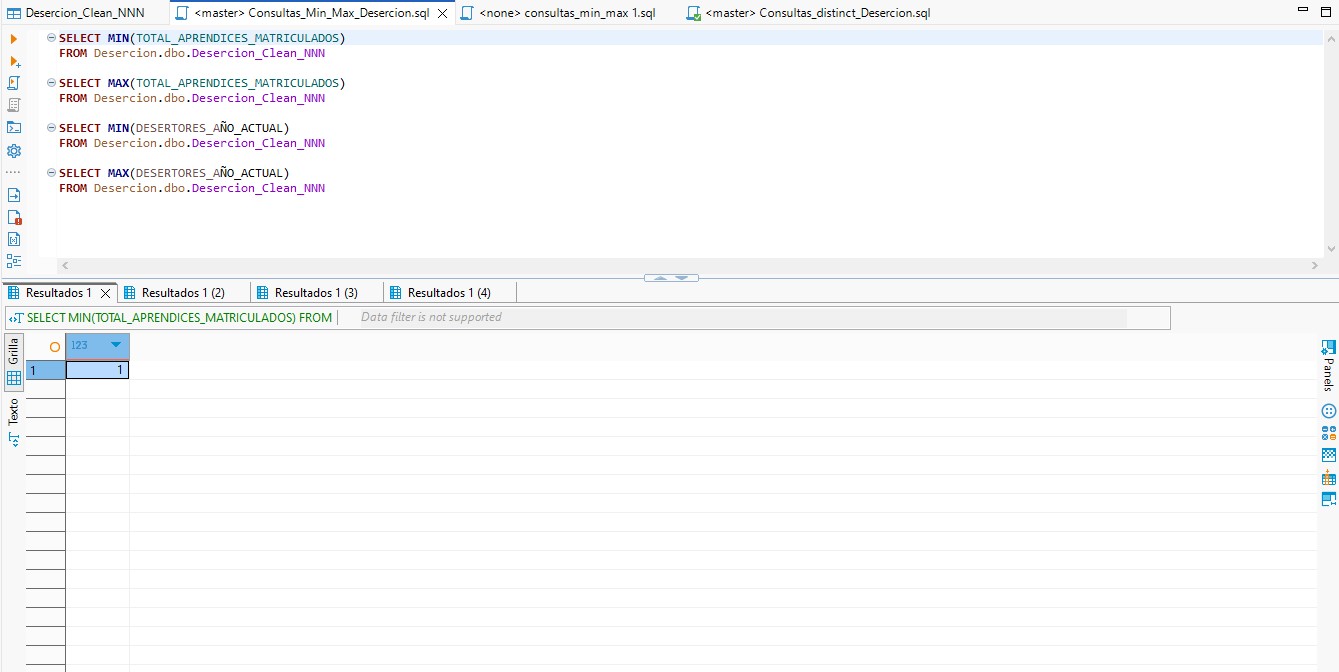 Desercion_Clean_NNN
<master> Consultas_Min_Max_Desercion.sql
<none> consultas_min_max 1.sql
<master> Consultas_distinct_Desercion.sql
SELECT MIN(TOTAL_APRENDICES_MATRICULADOS)
FROM Desercion.dbo.Desercion_Clean_NNN
SELECT MAX(TOTAL_APRENDICES_MATRICULADOS)
FROM Desercion.dbo.Desercion_Clean_NNN
SELECT MIN(DESERTORES_AÑO_ACTUAL)
FROM Desercion.dbo.Desercion_Clean_NNN
SELECT MAX(DESERTORES_AÑO_ACTUAL)
FROM Desercion.dbo.Desercion_Clean_NNN
Resultados 1
Resultados 1 (2)
Resultados 1 (3)
Resultados 1 (4)
SELECT MIN(TOTAL_APRENDICES_MATRICULADOS) FROM
Data filter is not supported
Grilla
Texto
123
1
1
Panels